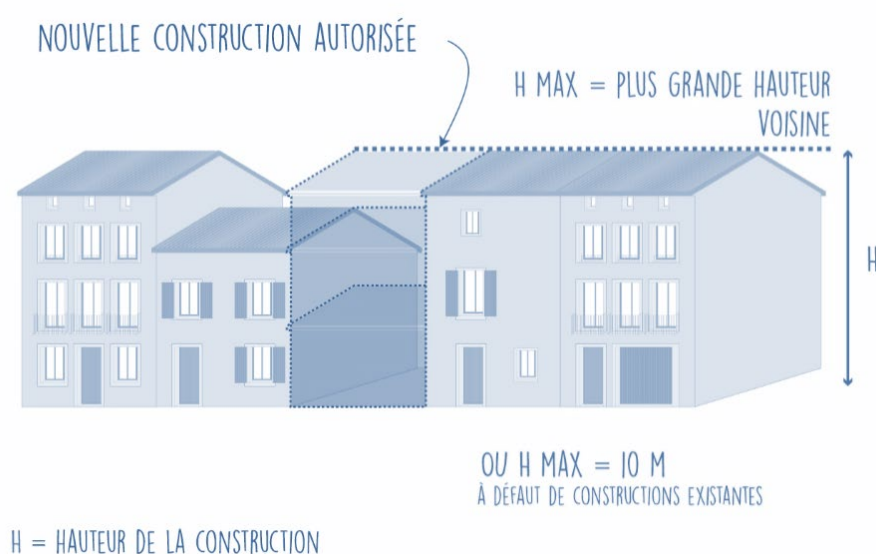 NOUVELLE CONSTRUCTION AUTORISÉE
H MAX = PLUS GRANDE HAUTEUR
VOISINE
H
OU H MAX = 10 M
À DÉFAUT DE CONSTRUCTIONS EXISTANTES
H = HAUTEUR DE LA CONSTRUCTION